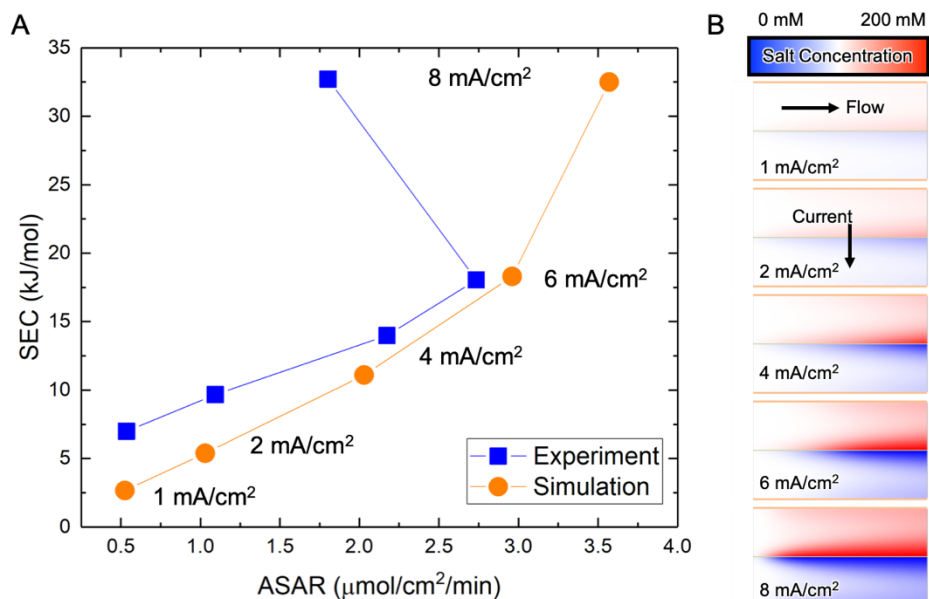 A
SEC (kJ/mol)
35
30
25
20
15
10
5
0
8 mA/cm²
6 mA/cm²
4 mA/cm²
2 mA/cm²
1 mA/cm²
Experiment
Simulation
0.5 1.0 1.5 2.0 2.5 3.0 3.5 4.0
ASAR (μmol/cm²/min)
B
0 mM 200 mM
Salt Concentration
Flow
1 mA/cm²
Current
2 mA/cm²
4 mA/cm²
6 mA/cm²
8 mA/cm²